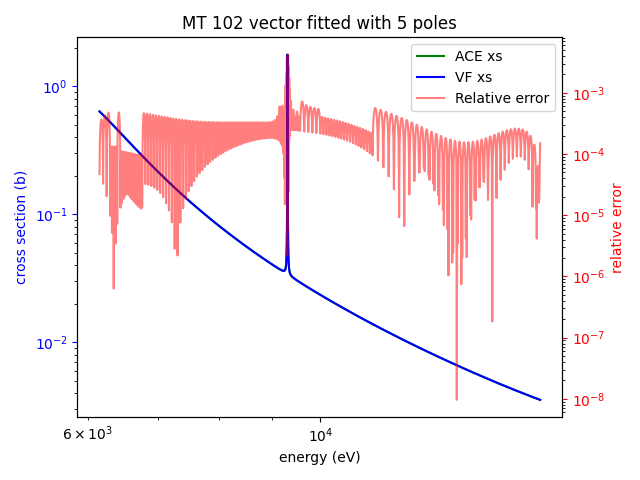 MT 102 vector fitted with 5 poles
ACE xs
VF xs
Relative error
cross section (b)
10⁰
10⁻¹
10⁻²
relative error
10⁻³
10⁻⁴
10⁻⁵
10⁻⁶
10⁻⁷
10⁻⁸
6 × 10³
10⁴
energy (eV)